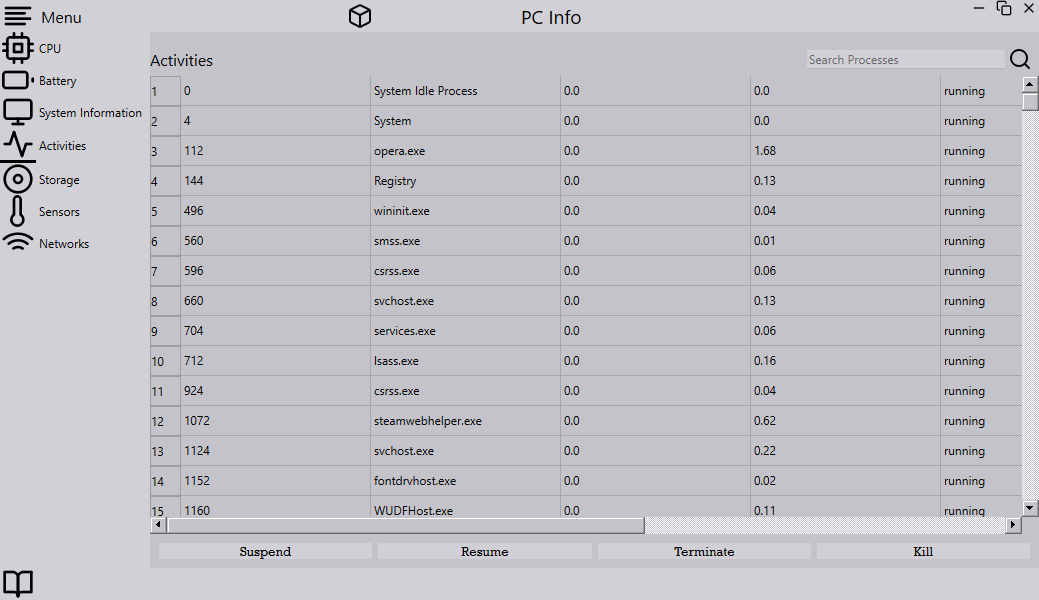 Menu
PC Info
CPU
Battery
System Information
Activities
Storage
Sensors
Networks
Activities
Search Processes
1 0 System Idle Process 0.0 0.0 running
2 4 System 0.0 0.0 running
3 112 opera.exe 0.0 1.68 running
4 144 Registry 0.0 0.13 running
5 496 wininit.exe 0.0 0.04 running
6 560 smss.exe 0.0 0.01 running
7 596 csrss.exe 0.0 0.06 running
8 660 svchost.exe 0.0 0.13 running
9 704 services.exe 0.0 0.06 running
10 712 lsass.exe 0.0 0.16 running
11 924 csrss.exe 0.0 0.04 running
12 1072 steamwebhelper.exe 0.0 0.62 running
13 1124 svchost.exe 0.0 0.22 running
14 1152 fontdrvhost.exe 0.0 0.02 running
15 1160 WUDFHost.exe 0.0 0.11 running
Suspend Resume Terminate Kill